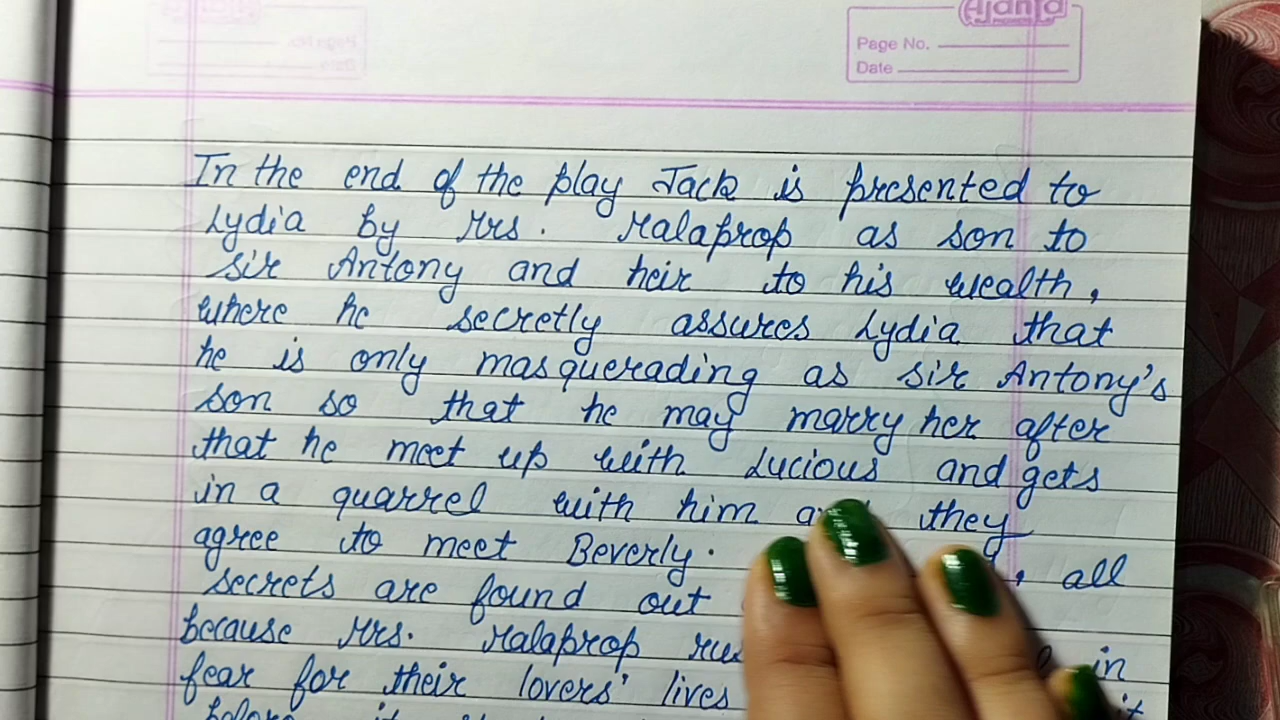 Ajanta
Page No.
Date
In the end of the play Jack is presented to
Lydia by Mrs. Malaprop as son to
sir Antony and heir to his wealth,
where he secretly assures Lydia that
he is only masquerading as sir Antony's
son so that he may marry her after
that he meet up with Lucious and gets
in a quarrel with him they
agree to meet Beverly. , all
secrets are found out
because Mrs. Malaprop in
fear for their lovers' lives
before it